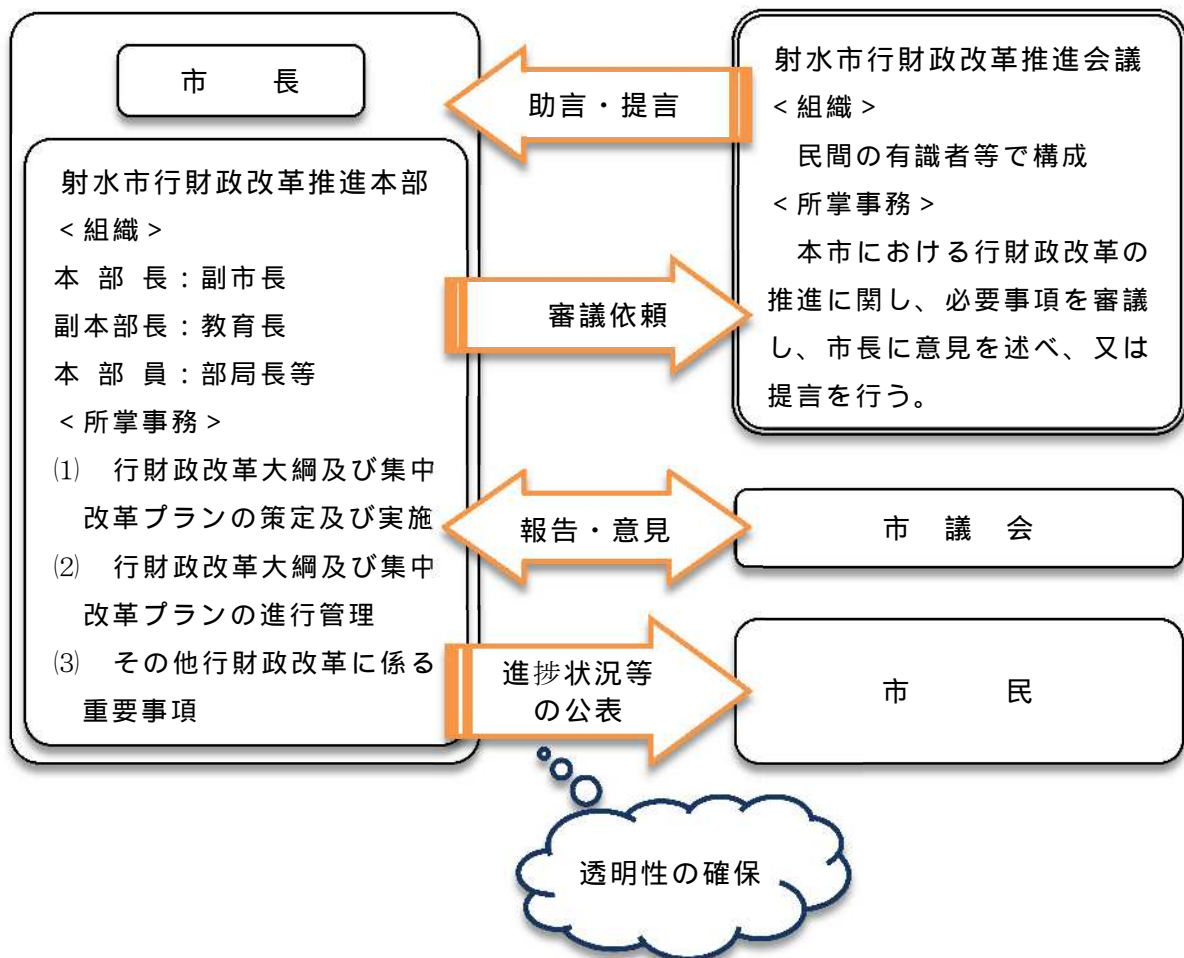 市　　長
射水市行財政改革推進本部
＜組織＞
本 部 長：副市長
副本部長：教育長
本 部 員：部局長等
＜所掌事務＞
⑴　行財政改革大綱及び集中
改革プランの策定及び実施
⑵　行財政改革大綱及び集中
改革プランの進行管理
⑶　その他行財政改革に係る
重要事項
助言・提言
審議依頼
報告・意見
進捗状況等
の公表
透明性の確保
射水市行財政改革推進会議
＜組織＞
民間の有識者等で構成
＜所掌事務＞
本市における行財政改革の
推進に関し、必要事項を審議
し、市長に意見を述べ、又は
提言を行う。
市　議　会
市　　　民